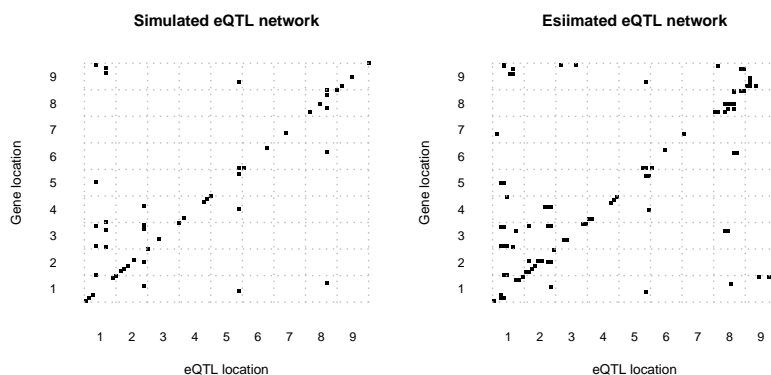 Simulated eQTL network
Esiimated eQTL network
Gene location
9
8
7
6
5
4
3
2
1
1 2 3 4 5 6 7 8 9
eQTL location
Gene location
9
8
7
6
5
4
3
2
1
1 2 3 4 5 6 7 8 9
eQTL location